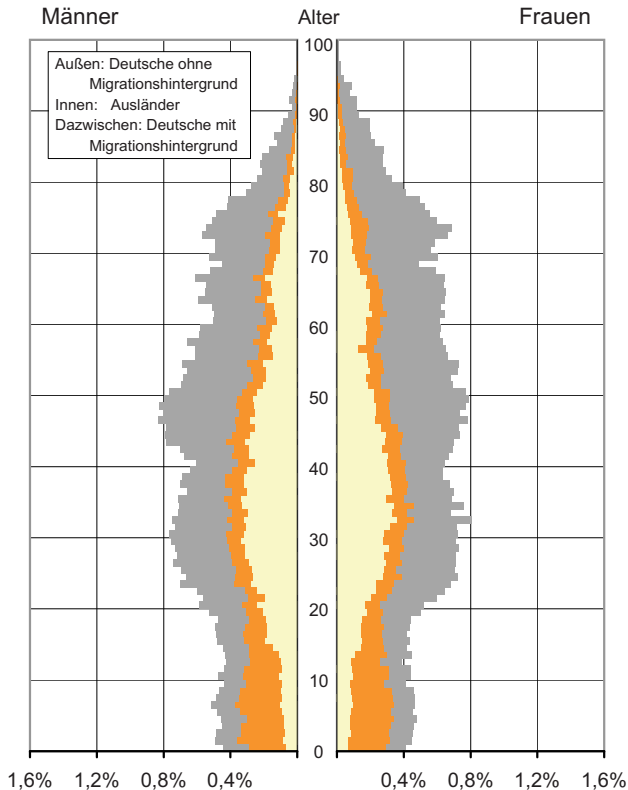 Männer Alter Frauen
100
Außen: Deutsche ohne
Migrationshintergrund
Innen: Ausländer
Dazwischen: Deutsche mit
Migrationshintergrund
90
80
70
60
50
40
30
20
10
0
1,6% 1,2% 0,8% 0,4% 0,4% 0,8% 1,2% 1,6%